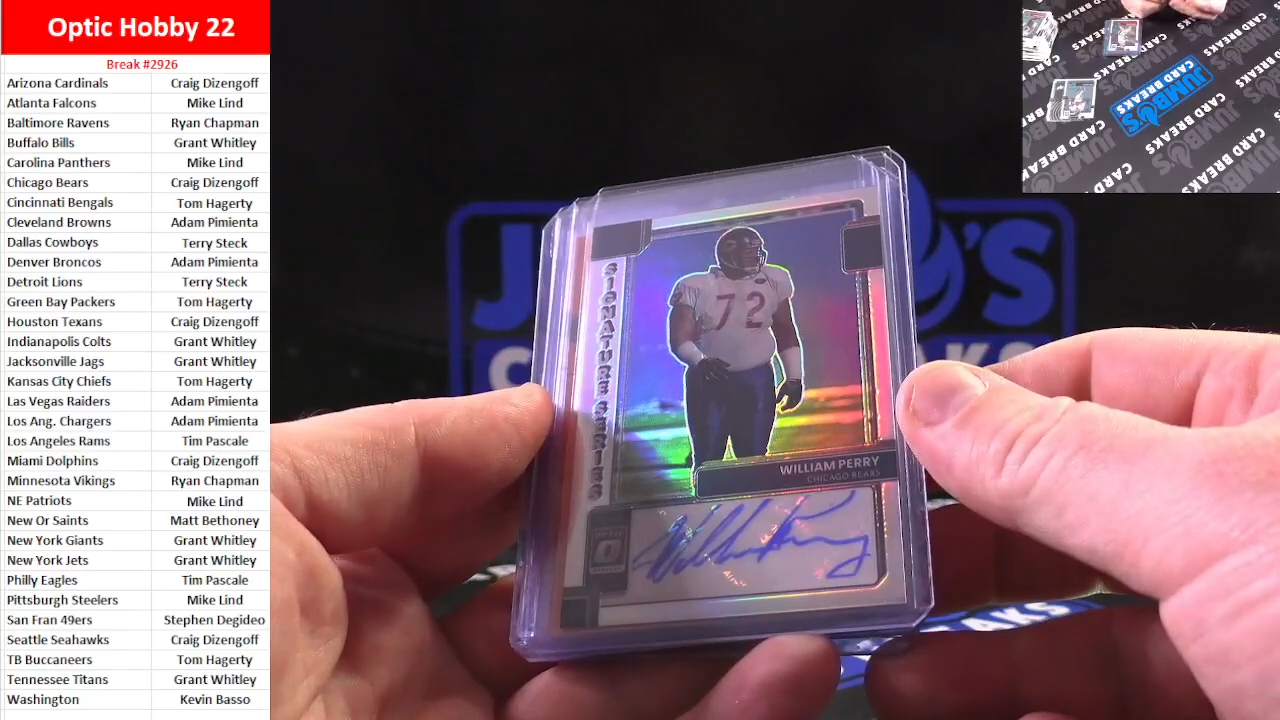 Optic Hobby 22
Break #2926
Arizona Cardinals Craig Dizengoff
Atlanta Falcons Mike Lind
Baltimore Ravens Ryan Chapman
Buffalo Bills Grant Whitley
Carolina Panthers Mike Lind
Chicago Bears Craig Dizengoff
Cincinnati Bengals Tom Hagerty
Cleveland Browns Adam Pimienta
Dallas Cowboys Terry Steck
Denver Broncos Adam Pimienta
Detroit Lions Terry Steck
Green Bay Packers Tom Hagerty
Houston Texans Craig Dizengoff
Indianapolis Colts Grant Whitley
Jacksonville Jags Grant Whitley
Kansas City Chiefs Tom Hagerty
Las Vegas Raiders Adam Pimienta
Los Ang. Chargers Adam Pimienta
Los Angeles Rams Tim Pascale
Miami Dolphins Craig Dizengoff
Minnesota Vikings Ryan Chapman
NE Patriots Mike Lind
New Or Saints Matt Bethoney
New York Giants Grant Whitley
New York Jets Grant Whitley
Philly Eagles Tim Pascale
Pittsburgh Steelers Mike Lind
San Fran 49ers Stephen Degideo
Seattle Seahawks Craig Dizengoff
TB Buccaneers Tom Hagerty
Tennessee Titans Grant Whitley
Washington Kevin Basso
SIGNATURE SERIES
72
WILLIAM PERRY
CHICAGO BEARS
OPTIC
William Perry
JUMBO'S
CARD BREAKS